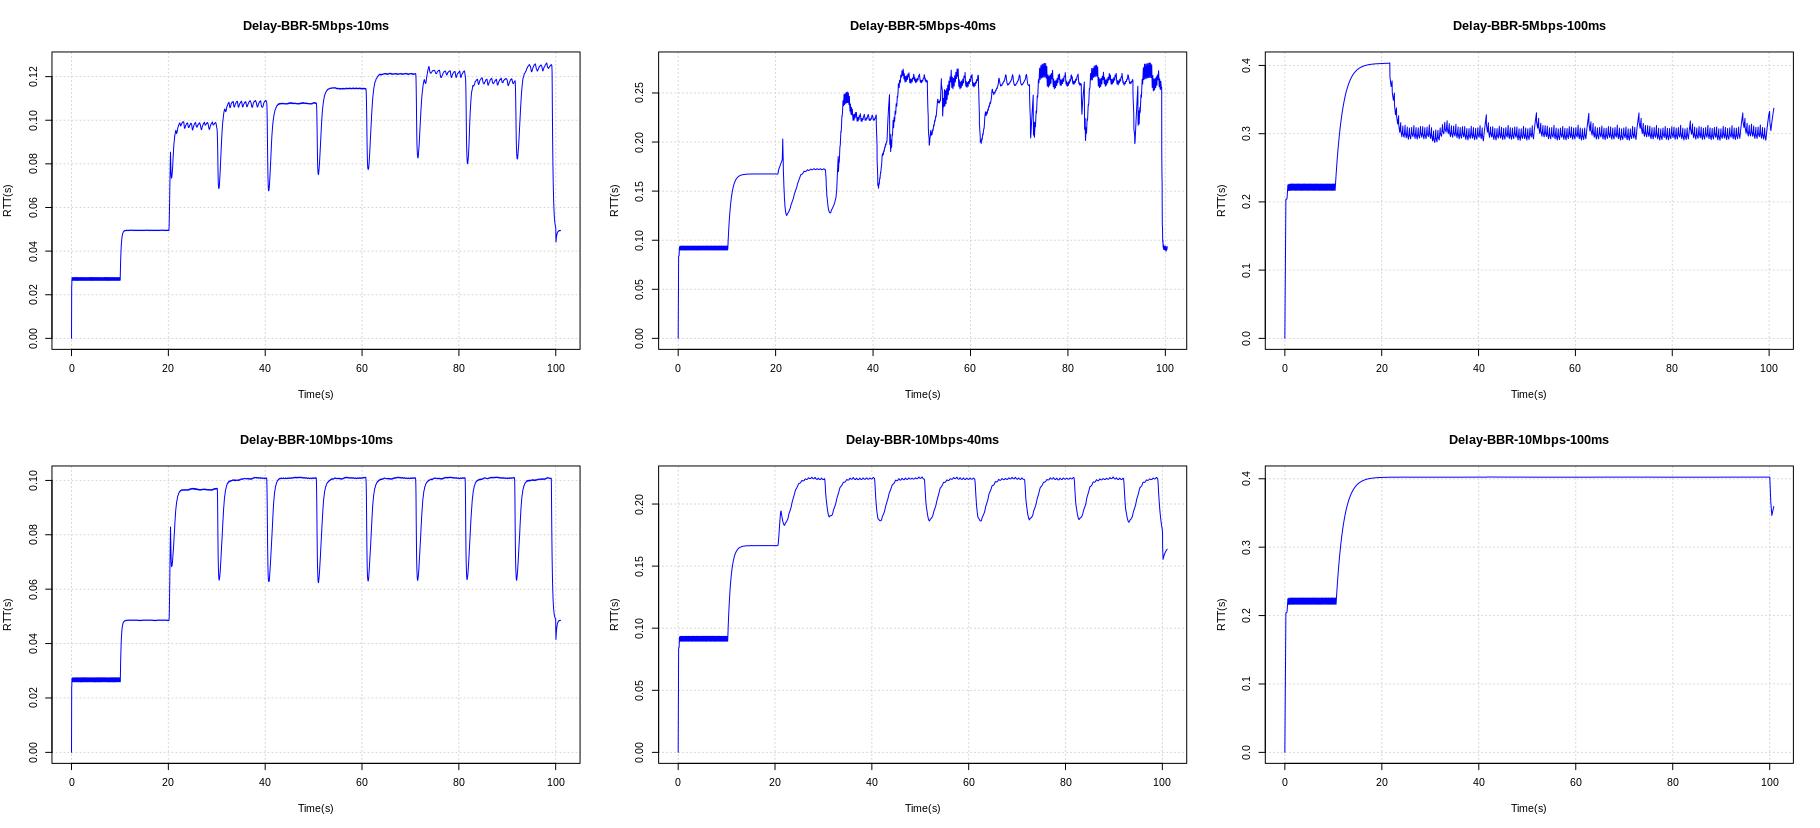 Delay-BBR-5Mbps-10ms
RTT(s)
0.00 0.02 0.04 0.06 0.08 0.10 0.12
0 20 40 60 80 100
Time(s)
Delay-BBR-5Mbps-40ms
RTT(s)
0.00 0.05 0.10 0.15 0.20 0.25
0 20 40 60 80 100
Time(s)
Delay-BBR-5Mbps-100ms
RTT(s)
0.0 0.1 0.2 0.3 0.4
0 20 40 60 80 100
Time(s)
Delay-BBR-10Mbps-10ms
RTT(s)
0.00 0.02 0.04 0.06 0.08 0.10
0 20 40 60 80 100
Time(s)
Delay-BBR-10Mbps-40ms
RTT(s)
0.00 0.05 0.10 0.15 0.20
0 20 40 60 80 100
Time(s)
Delay-BBR-10Mbps-100ms
RTT(s)
0.0 0.1 0.2 0.3 0.4
0 20 40 60 80 100
Time(s)